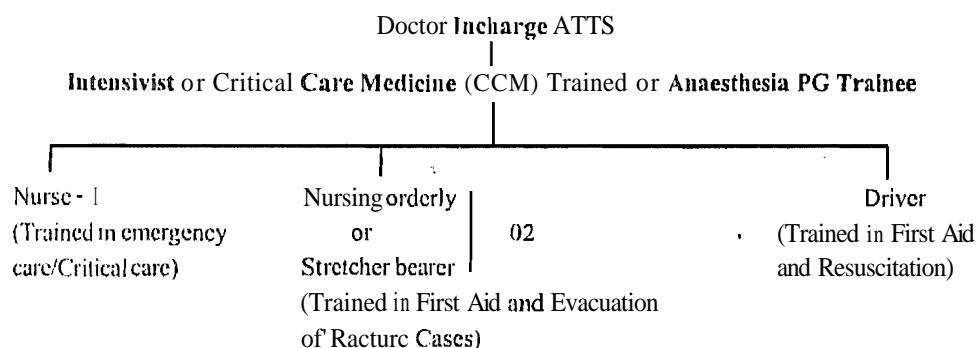 Doctor Incharge ATTS
Intensivist or Critical Care Medicine (CCM) Trained or Anaesthesia PG Trainee
Nurse - I
(Trained in emergency
care/Critical care)
Nursing orderly
or
Stretcher bearer
(Trained in First Aid and Evacuation
of Racturc Cases)
02
Driver
(Trained in First Aid
and Resuscitation)